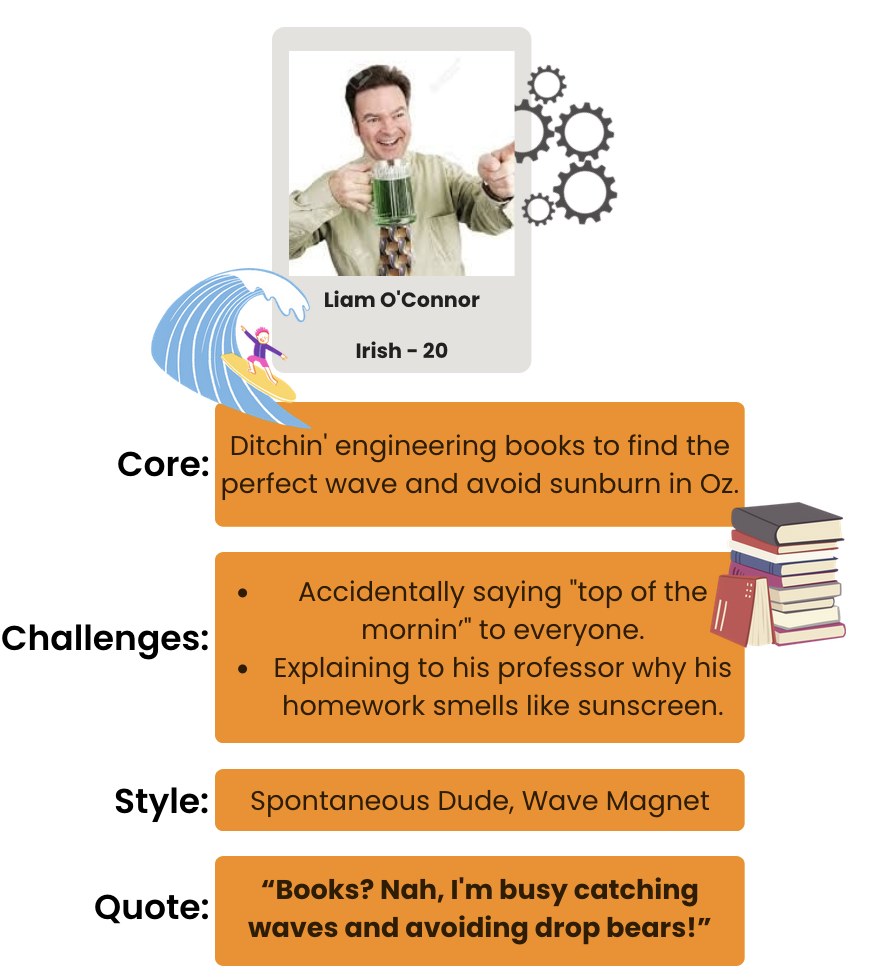 Liam O'Connor
Irish - 20
Core:
Ditchin' engineering books to find the
perfect wave and avoid sunburn in Oz.
Challenges:
• Accidentally saying "top of the
mornin’" to everyone.
• Explaining to his professor why his
homework smells like sunscreen.
Style:
Spontaneous Dude, Wave Magnet
Quote:
“Books? Nah, I'm busy catching
waves and avoiding drop bears!”